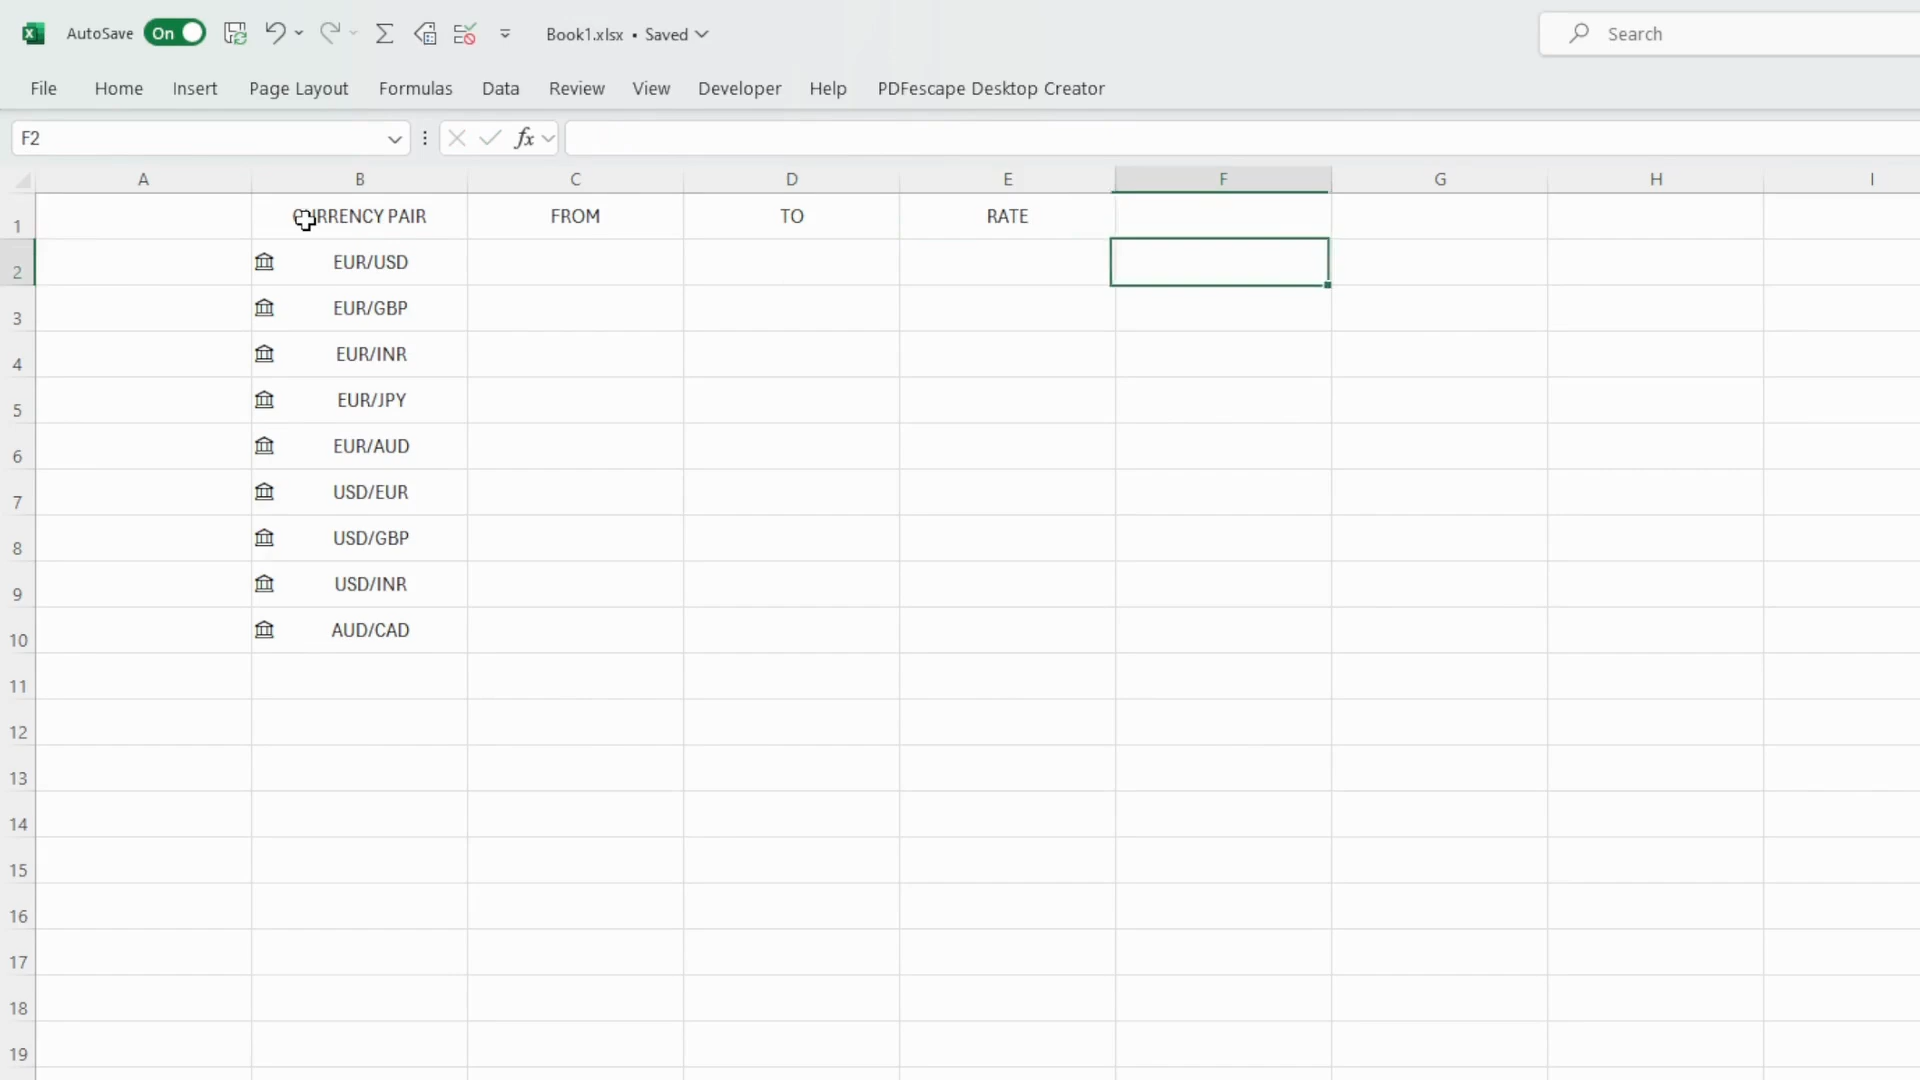 AutoSave On Book1.xlsx • Saved Search
File Home Insert Page Layout Formulas Data Review View Developer Help PDFescape Desktop Creator
F2 fx
A B C D E F G H I
1 CURRENCY PAIR FROM TO RATE
2 EUR/USD
3 EUR/GBP
4 EUR/INR
5 EUR/JPY
6 EUR/AUD
7 USD/EUR
8 USD/GBP
9 USD/INR
10 AUD/CAD
11
12
13
14
15
16
17
18
19